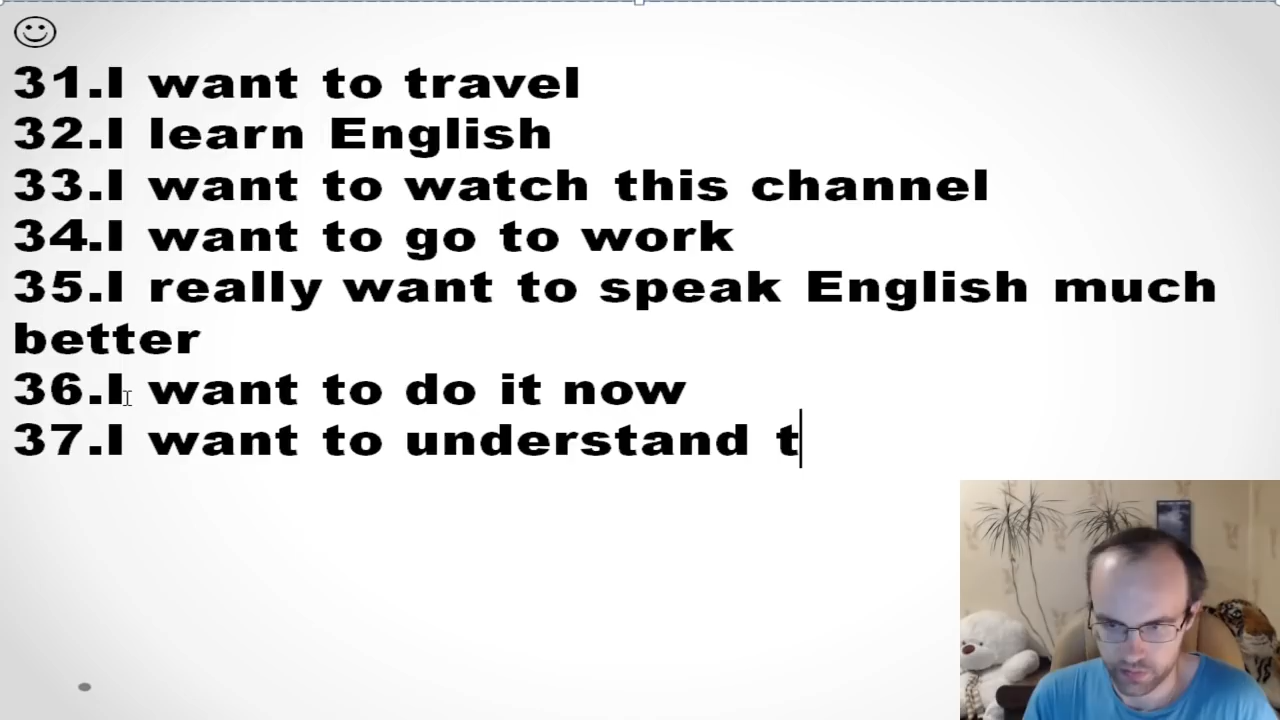 31.I want to travel
32.I learn English
33.I want to watch this channel
34.I want to go to work
35.I really want to speak English much
better
36.I want to do it now
37.I want to understand t